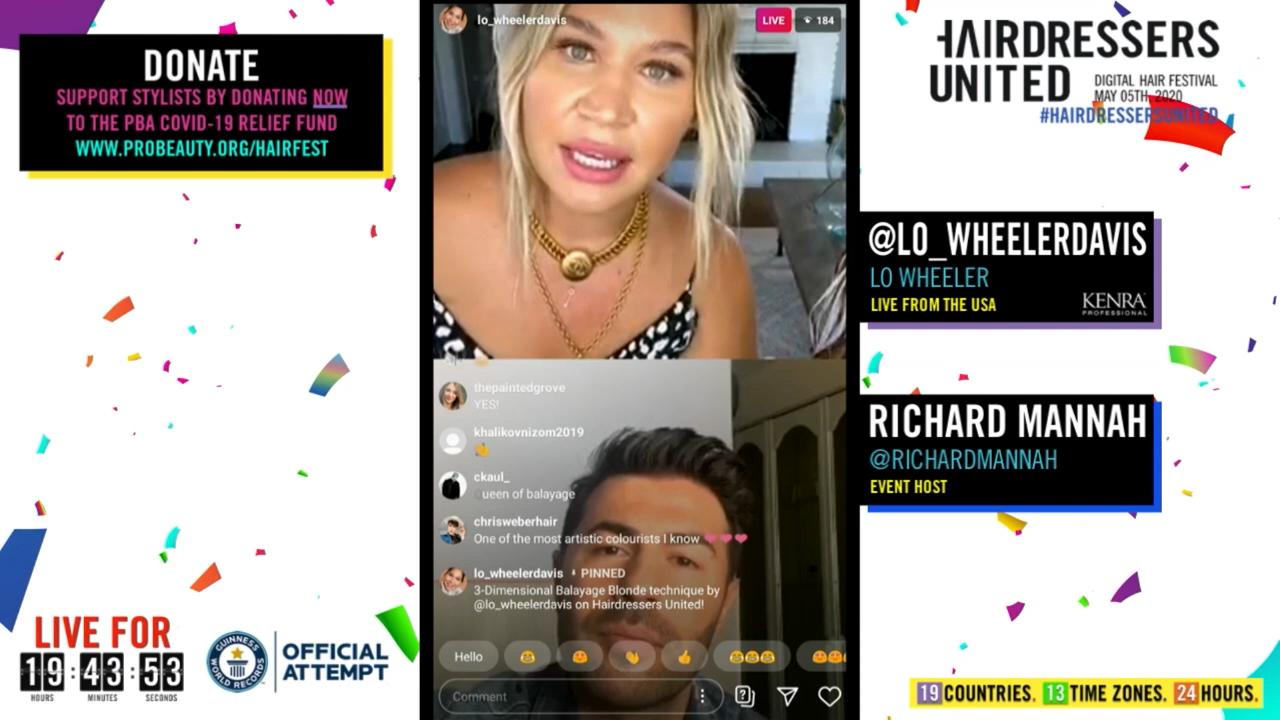 DONATE
SUPPORT STYLISTS BY DONATING NOW
TO THE PBA COVID-19 RELIEF FUND
WWW.PROBEAUTY.ORG/HAIRFEST
LIVE FOR
19:43:53
HOURS MINUTES SECONDS
GUINNESS WORLD RECORDS
OFFICIAL
ATTEMPT
lo_wheelerdavis
LIVE
184
thepaintedgrove
YES!
khalikovnizom2019
👏
ckaul_
Queen of balayage
chrisweberhair
One of the most artistic colourists I know ❤❤❤
lo_wheelerdavis PINNED
3-Dimensional Balayage Blonde technique by
@lo_wheelerdavis on Hairdressers United!
Hello
Comment
HAIRDRESSERS
UNITED
DIGITAL HAIR FESTIVAL
MAY 05TH, 2020
#HAIRDRESSERSUNITED
@LO_WHEELERDAVIS
LO WHEELER
LIVE FROM THE USA
KENRA
PROFESSIONAL
RICHARD MANNAH
@RICHARDMANNAH
EVENT HOST
19 COUNTRIES. 13 TIME ZONES. 24 HOURS.